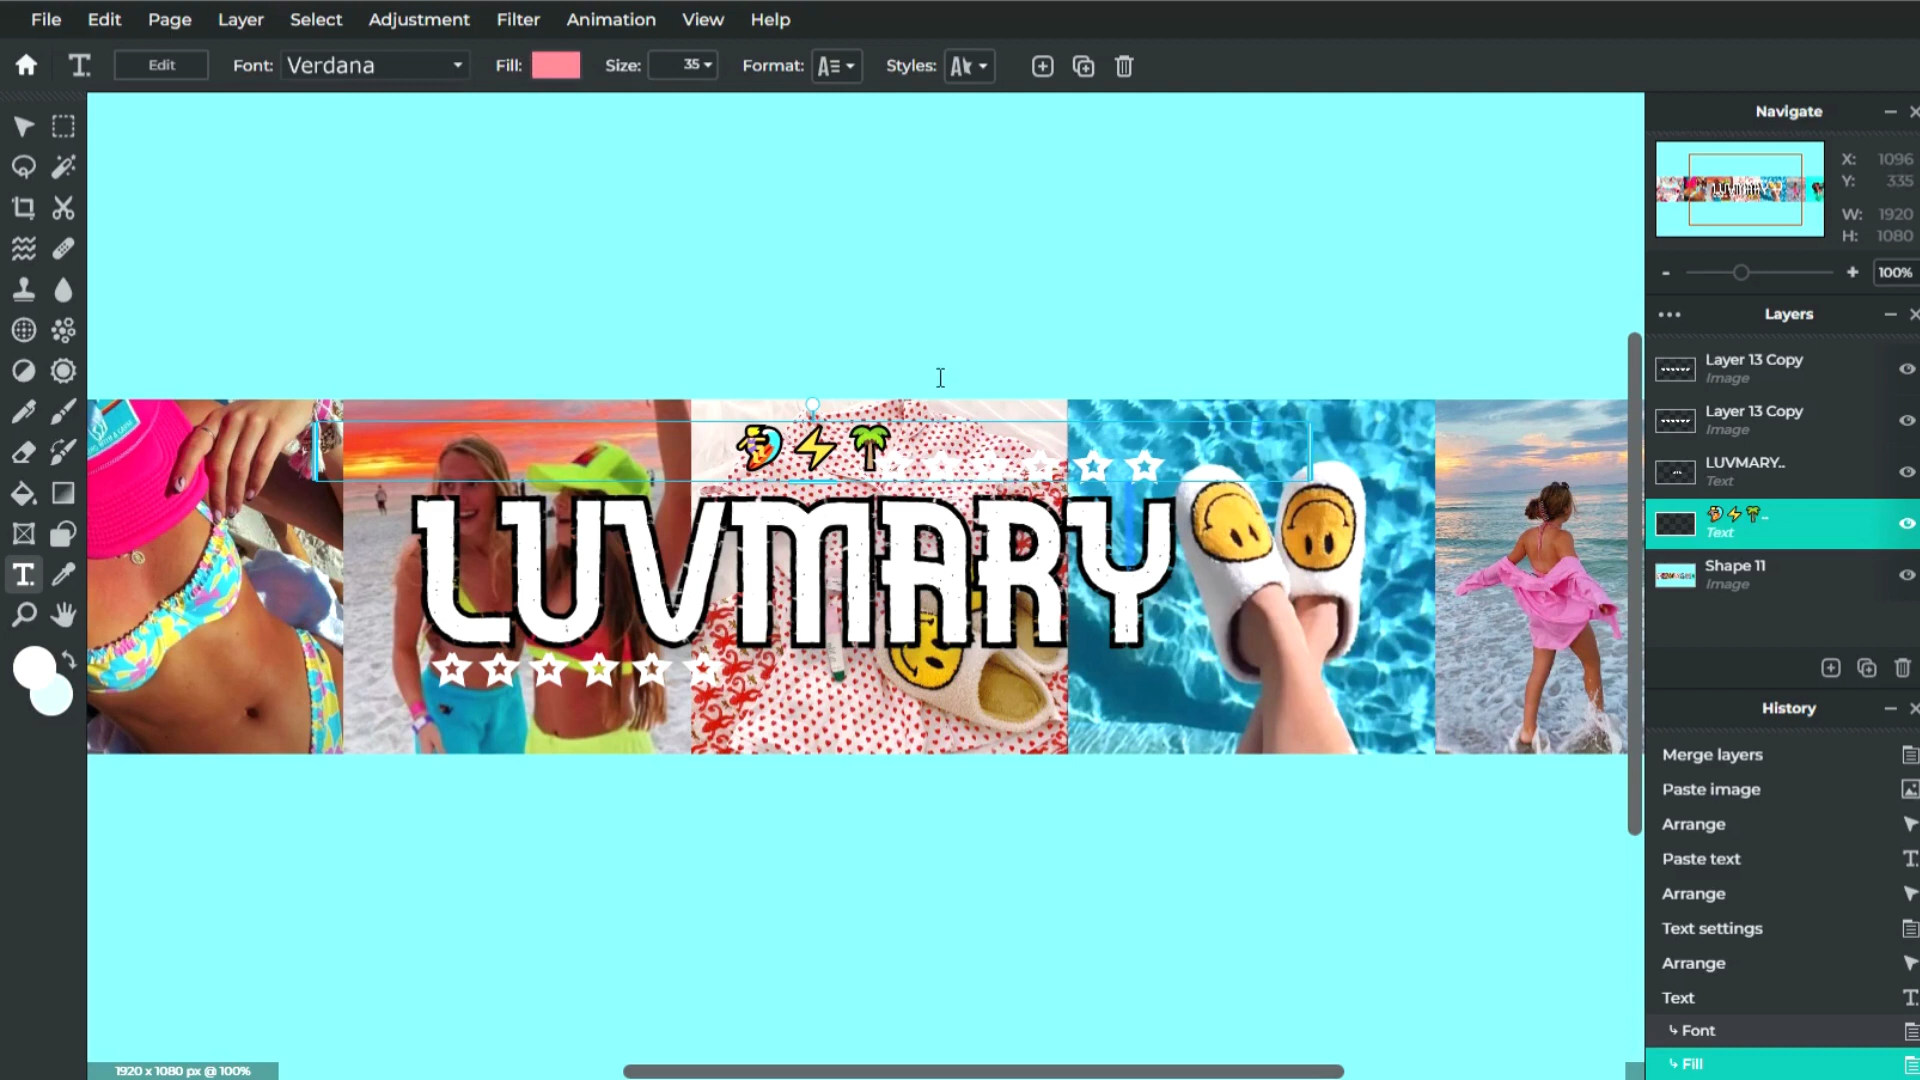 File Edit Page Layer Select Adjustment Filter Animation View Help
Edit Font: Verdana Fill: Size: 35 Format: Styles:
Navigate
X: 1096
Y: 335
W: 1920
H: 1080
- + 100%
Layers
Layer 13 Copy
Image
Layer 13 Copy
Image
LUVMARY..
Text
🏄⚡🌴..
Text
Shape 11
Image
LUVMARY
History
Merge layers
Paste image
Arrange
Paste text
Arrange
Text settings
Arrange
Text
↳ Font
↳ Fill
1920 x 1080 px @ 100%